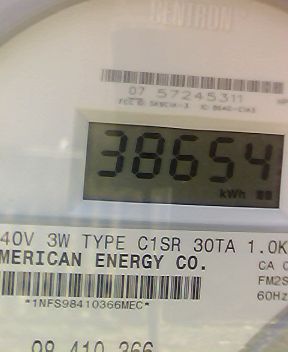 CENTRON
07 57245311
38654
kWh
40V 3W TYPE C1SR 30TA 1.0K
MERICAN ENERGY CO.
CA 0
FM2S
60Hz
*1NFS98410366MEC*
98 410 366